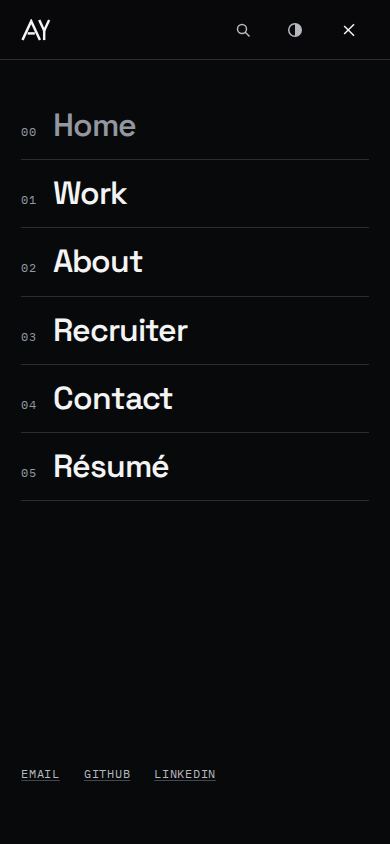 AY
00 Home
01 Work
02 About
03 Recruiter
04 Contact
05 Résumé
EMAIL GITHUB LINKEDIN